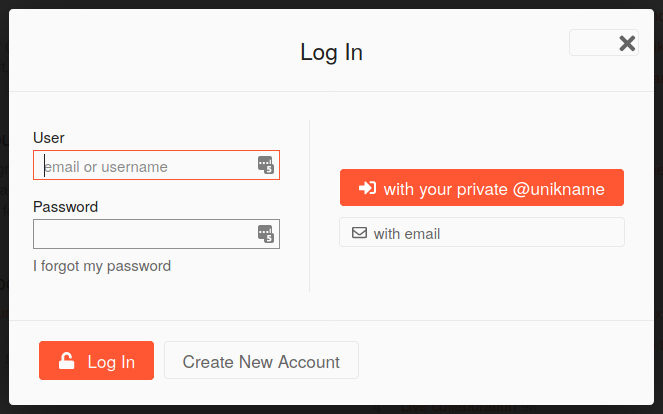 Log In
User
email or username
Password
I forgot my password
with your private @unikname
with email
Log In
Create New Account